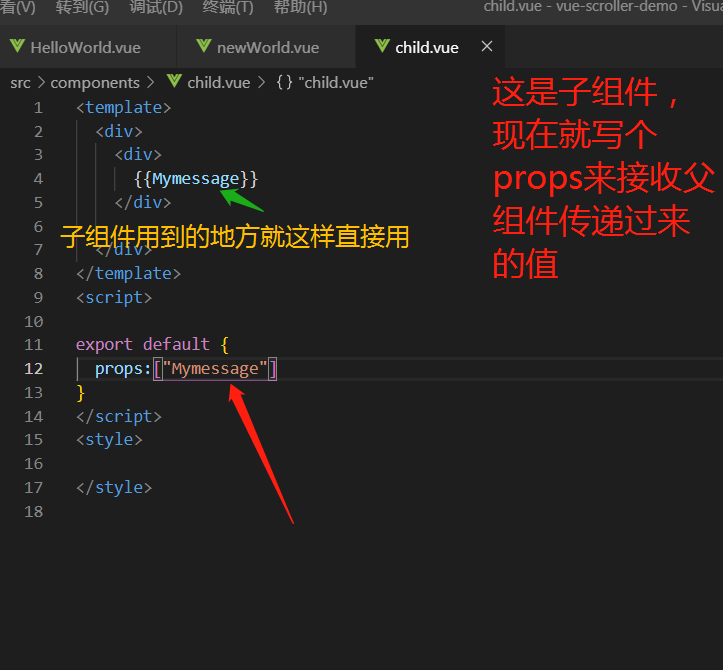 看(V) 转到(G) 调试(D) 终端(T) 帮助(H) child.vue - vue-scroller-demo - Visua
HelloWorld.vue newWorld.vue child.vue ×
src > components > child.vue > {} "child.vue"
这是子组件，
现在就写个
props来接收父
组件传递过来
的值
1 <template>
2 <div>
3 <div>
4 {{Mymessage}}
5 </div>
6
子组件用到的地方就这样直接用
7 </div>
8 </template>
9 <script>
10
11 export default {
12 props:["Mymessage"]
13 }
14 </script>
15 <style>
16
17 </style>
18